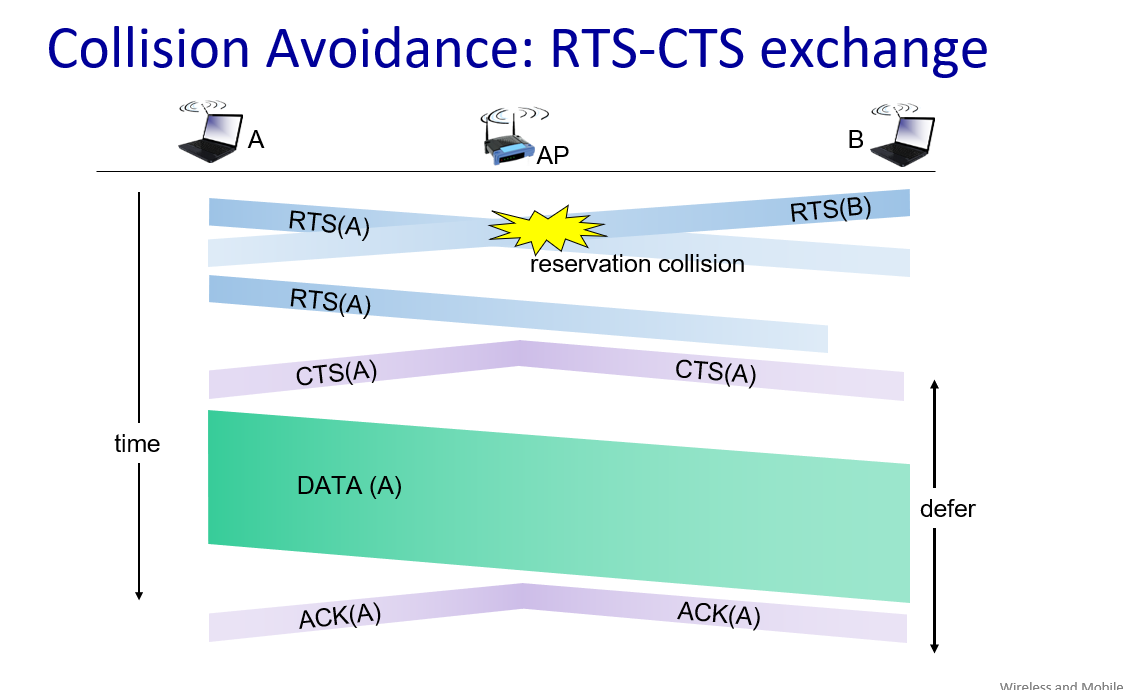 Collision Avoidance: RTS-CTS exchange
A
AP
B
RTS(A)
RTS(B)
reservation collision
RTS(A)
CTS(A)
CTS(A)
time
DATA (A)
defer
ACK(A)
ACK(A)
Wireless and Mobile